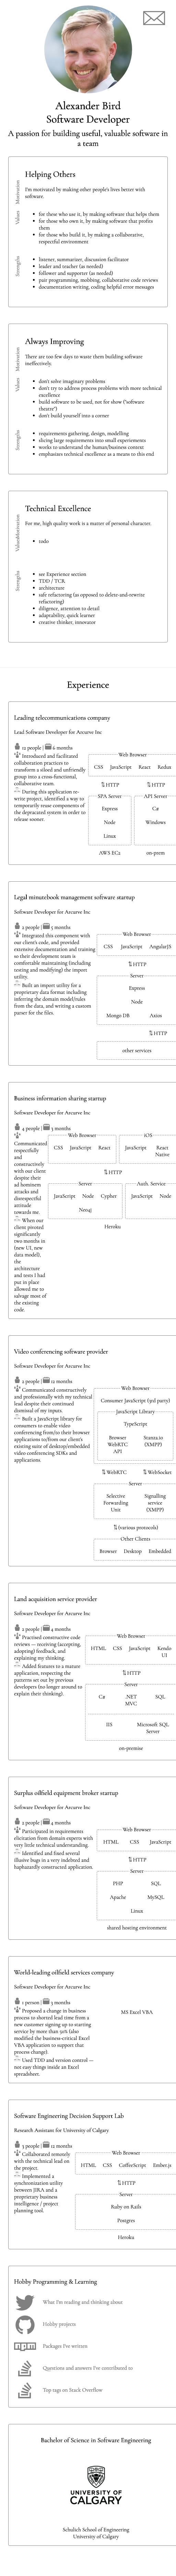 Alexander Bird
Software Developer
A passion for building useful, valuable software in
a team
Helping Others
Motivation
I'm motivated by making other people's lives better with
software.
Values
for those who use it, by making software that helps them
for those who own it, by making software that profits
them
for those who build it, by making a collaborative,
respectful environment
Strengths
listener, summarizer, discussion facilitator
leader and teacher (as needed)
follower and supporter (as needed)
pair programming, mobbing, collaborative code reviews
documentation writing, coding helpful error messages
Always Improving
Motivation
There are too few days to waste them building software
ineffectively.
Values
don't solve imaginary problems
don't try to address process problems with more technical
excellence
build software to be used, not for show ("software
theatre")
don't build yourself into a corner
Strengths
requirements gathering, design, modelling
slicing large requirements into small experiments
works to understand the human/business context
emphasizes technical excellence as a means to this end
Technical Excellence
Motivation
For me, high quality work is a matter of personal character.
Values
todo
Strengths
see Experience section
TDD / TCR
architecture
safe refactoring (as opposed to delete-and-rewrite
refactoring)
diligence, attention to detail
adaptability, quick learner
creative thinker, innovator
Experience
Leading telecommunications company
Lead Software Developer for Arcurve Inc
12 people | 6 months
Introduced and facilitated
collaboration practices to
transform a siloed and unfriendly
group into a cross-functional,
collaborative team.
During this application re-
write project, identified a way to
temporarily reuse components of
the deprecated system in order to
release sooner.
Web Browser
CSS JavaScript React Redux
HTTP HTTP
SPA Server API Server
Express C#
Node Windows
Linux
AWS EC2 on-prem
Legal minutebook management software startup
Software Developer for Arcurve Inc
2 people | 5 months
Integrated this component with
our client's code, and provided
extensive documentation and training
so their development team is
comfortable maintaining (including
testing and modifying) the import
utility.
Built an import utility for a
proprietary data format including
inferring the domain model/rules
from the data, and writing a custom
parser for the files.
Web Browser
CSS JavaScript AngularJS
HTTP
Server
Express
Node
Mongo DB Axios
HTTP
other services
Business information sharing startup
Software Developer for Arcurve Inc
4 people | 3 months
Communicated
respectfully
and
constructively
with our client
despite their
ad hominem
attacks and
disrespectful
attitude
towards me.
When our
client pivoted
significantly
two months in
(new UI, new
data model),
the
architecture
and tests I had
put in place
allowed me to
salvage most of
the existing
code.
Web Browser iOS
CSS JavaScript React JavaScript React
Native
HTTP
Server Auth. Service
JavaScript Node Cypher JavaScript Node
Neo4j
Heroku
Video conferencing software provider
Software Developer for Arcurve Inc
2 people | 10 months
Communicated constructively
and professionally with my technical
lead despite their continued
dismissal of my inputs.
Built a JavaScript library for
consumers to enable video
conferencing from/to their browser
applications to/from our client's
existing suite of desktop/embedded
video conferencing SDKs and
applications.
Web Browser
Consumer JavaScript (3rd party)
JavaScript Library
TypeScript
Browser Stanza.io
WebRTC (XMPP)
API
WebRTC WebSocket
Server
Selective Signalling
Forwarding service
Unit (XMPP)
(various protocols)
Other Clients
Browser Desktop Embedded
Land acquisition service provider
Software Developer for Arcurve Inc
2 people | 4 months
Practised constructive code
reviews — receiving (accepting,
adopting) feedback, and
explaining my thinking.
Added features to a mature
application, respecting the
patterns set out by previous
developers (no longer around to
explain their thinking).
Web Browser
HTML CSS JavaScript Kendo
UI
HTTP
Server
C# .NET SQL
MVC
IIS Microsoft SQL
Server
on-premise
Surplus oilfield equipment broker startup
Software Developer for Arcurve Inc
2 people | 4 months
Participated in requirements
elicitation from domain experts with
very little technical understanding.
Identified and fixed several
illusive bugs in a very indebted and
haphazardly constructed application.
Web Browser
HTML CSS JavaScript
HTTP
Server
PHP SQL
Apache MySQL
Linux
shared hosting environment
World-leading oilfield services company
Software Developer for Arcurve Inc
1 person | 3 months
Proposed a change in business
process to shorted lead time from a
new customer signing up to starting
service by more than 50% (also
modified the business-critical Excel
VBA application to support that
process change).
Used TDD and version control —
not easy things inside an Excel
spreadsheet.
MS Excel VBA
Software Engineering Decision Support Lab
Research Assistant for University of Calgary
3 people | 12 months
Collaborated remotely
with the technical lead on
the project.
Implemented a
synchronization utility
between JIRA and a
proprietary business
intelligence / project
planning tool.
Web Browser
HTML CSS CoffeeScript Ember.js
HTTP
Server
Ruby on Rails
Postgres
Heroku
Hobby Programming & Learning
What I'm reading and thinking about
Hobby projects
npm
Packages I've written
Questions and answers I've contributed to
Top tags on Stack Overflow
Bachelor of Science in Software Engineering
UNIVERSITY OF
CALGARY
Schulich School of Engineering
University of Calgary